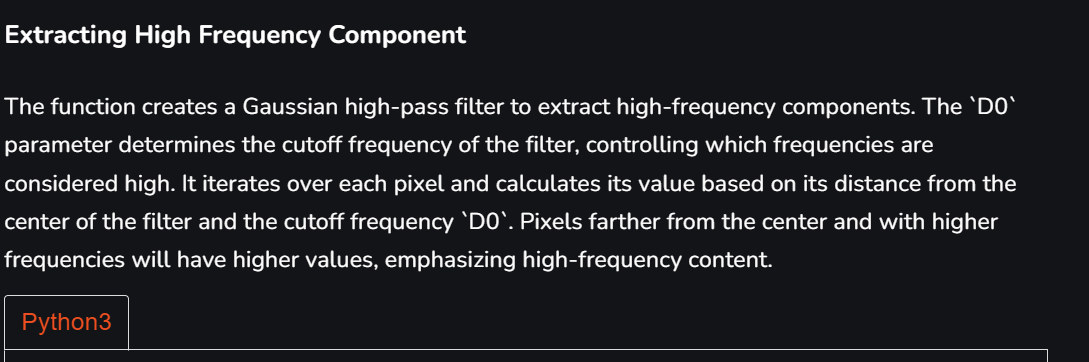 Extracting High Frequency Component
The function creates a Gaussian high-pass filter to extract high-frequency components. The `D0`
parameter determines the cutoff frequency of the filter, controlling which frequencies are
considered high. It iterates over each pixel and calculates its value based on its distance from the
center of the filter and the cutoff frequency `D0`. Pixels farther from the center and with higher
frequencies will have higher values, emphasizing high-frequency content.
Python3